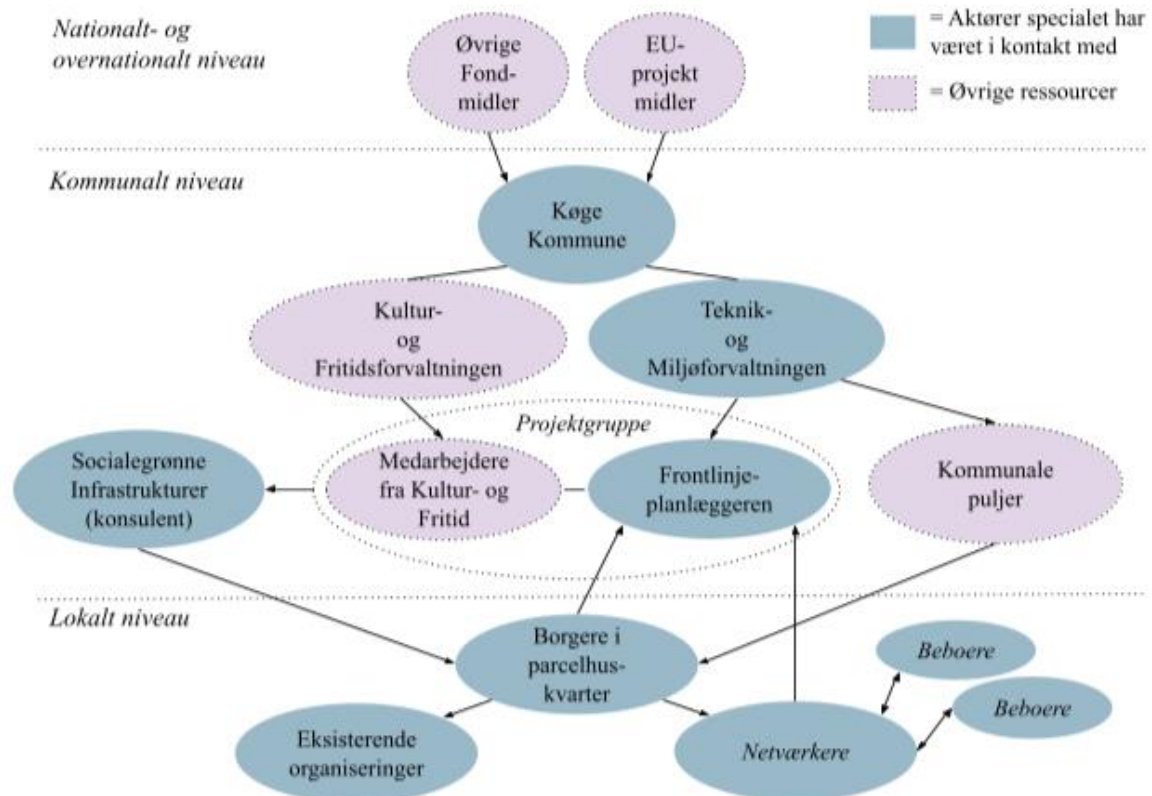 Nationalt- og
overnationalt niveau
Øvrige
Fond-
midler
EU-
projekt
midler
= Aktører specialet har
været i kontakt med
= Øvrige ressourcer
Kommunalt niveau
Køge
Kommune
Kultur-
og
Fritidsforvaltningen
Teknik-
og
Miljøforvaltningen
Projektgruppe
Socialegrønne
Infrastrukturer
(konsulent)
Medarbejdere
fra Kultur- og
Fritid
Frontlinje-
planlæggeren
Kommunale
puljer
Lokalt niveau
Borgere i
parcelhus-
kvarter
Beboere
Beboere
Eksisterende
organiseringer
Netværkere